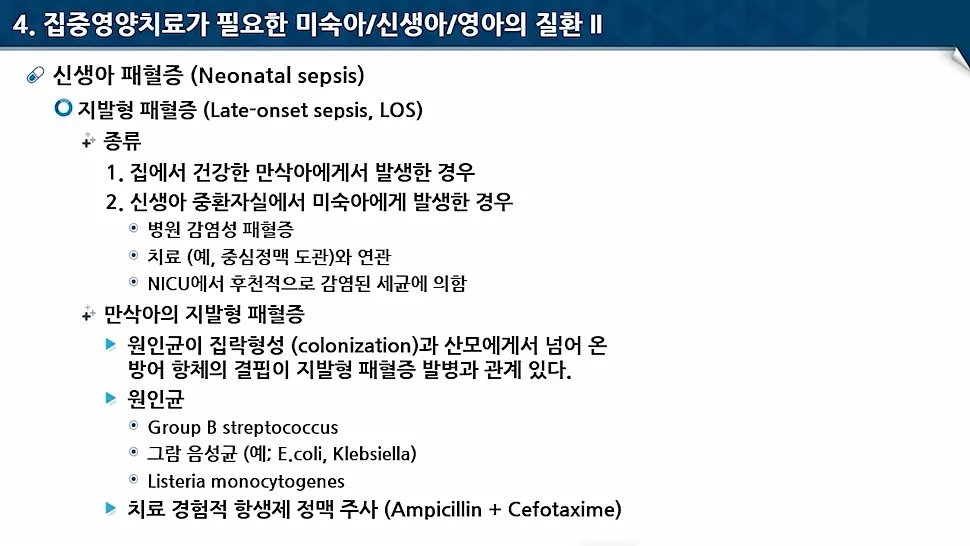 4. 집중영양치료가 필요한 미숙아/신생아/영아의 질환 II
신생아 패혈증 (Neonatal sepsis)
지발형 패혈증 (Late-onset sepsis, LOS)
종류
1. 집에서 건강한 만삭아에게서 발생한 경우
2. 신생아 중환자실에서 미숙아에게 발생한 경우
병원 감염성 패혈증
치료 (예, 중심정맥 도관)와 연관
NICU에서 후천적으로 감염된 세균에 의함
만삭아의 지발형 패혈증
원인균이 집락형성 (colonization)과 산모에게서 넘어 온
방어 항체의 결핍이 지발형 패혈증 발병과 관계 있다.
원인균
Group B streptococcus
그람 음성균 (예; E.coli, Klebsiella)
Listeria monocytogenes
치료 경험적 항생제 정맥 주사 (Ampicillin + Cefotaxime)